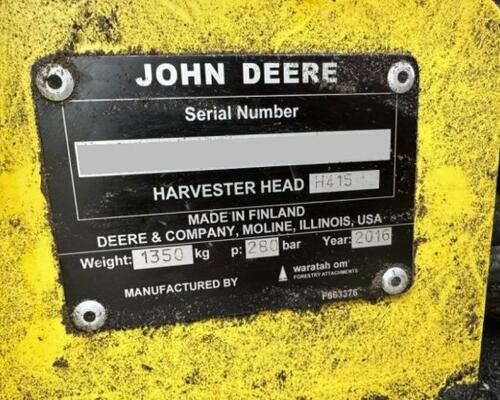 JOHN DEERE
Serial Number
HARVESTER HEAD H415
MADE IN FINLAND
DEERE & COMPANY, MOLINE, ILLINOIS, USA
Weight: 1350 kg p: 280 bar Year: 2016
MANUFACTURED BY waratah om
FORESTRY ATTACHMENTS
F663376